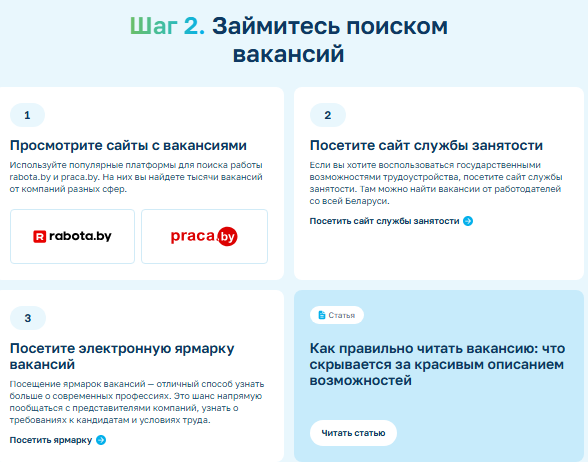 Шаг 2. Займитесь поиском
вакансий
1
Просмотрите сайты с вакансиями
Используйте популярные платформы для поиска работы
rabota.by и praca.by. На них вы найдете тысячи вакансий
от компаний разных сфер.
R rabota.by
praca.by
2
Посетите сайт службы занятости
Если вы хотите воспользоваться государственными
возможностями трудоустройства, посетите сайт службы
занятости. Там можно найти вакансии от работодателей
со всей Беларуси.
Посетить сайт службы занятости
3
Посетите электронную ярмарку
вакансий
Посещение ярмарок вакансий — отличный способ узнать
больше о современных профессиях. Это шанс напрямую
пообщаться с представителями компаний, узнать о
требованиях к кандидатам и условиях труда.
Посетить ярмарку
Статья
Как правильно читать вакансию: что
скрывается за красивым описанием
возможностей
Читать статью